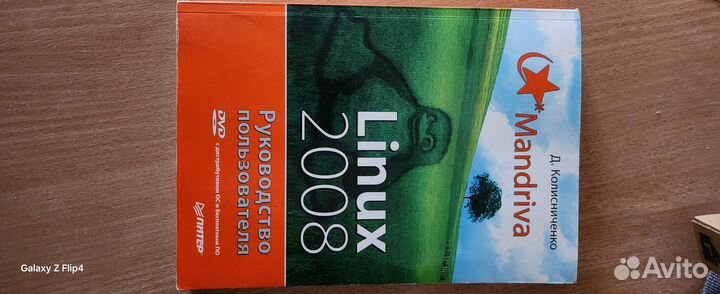 Д. Колисниченко
Mandriva
Linux
2008
Руководство
пользователя
DVD с дистрибутивом ОС и бесплатным ПО
ПИТЕР
Galaxy Z Flip4
Avito